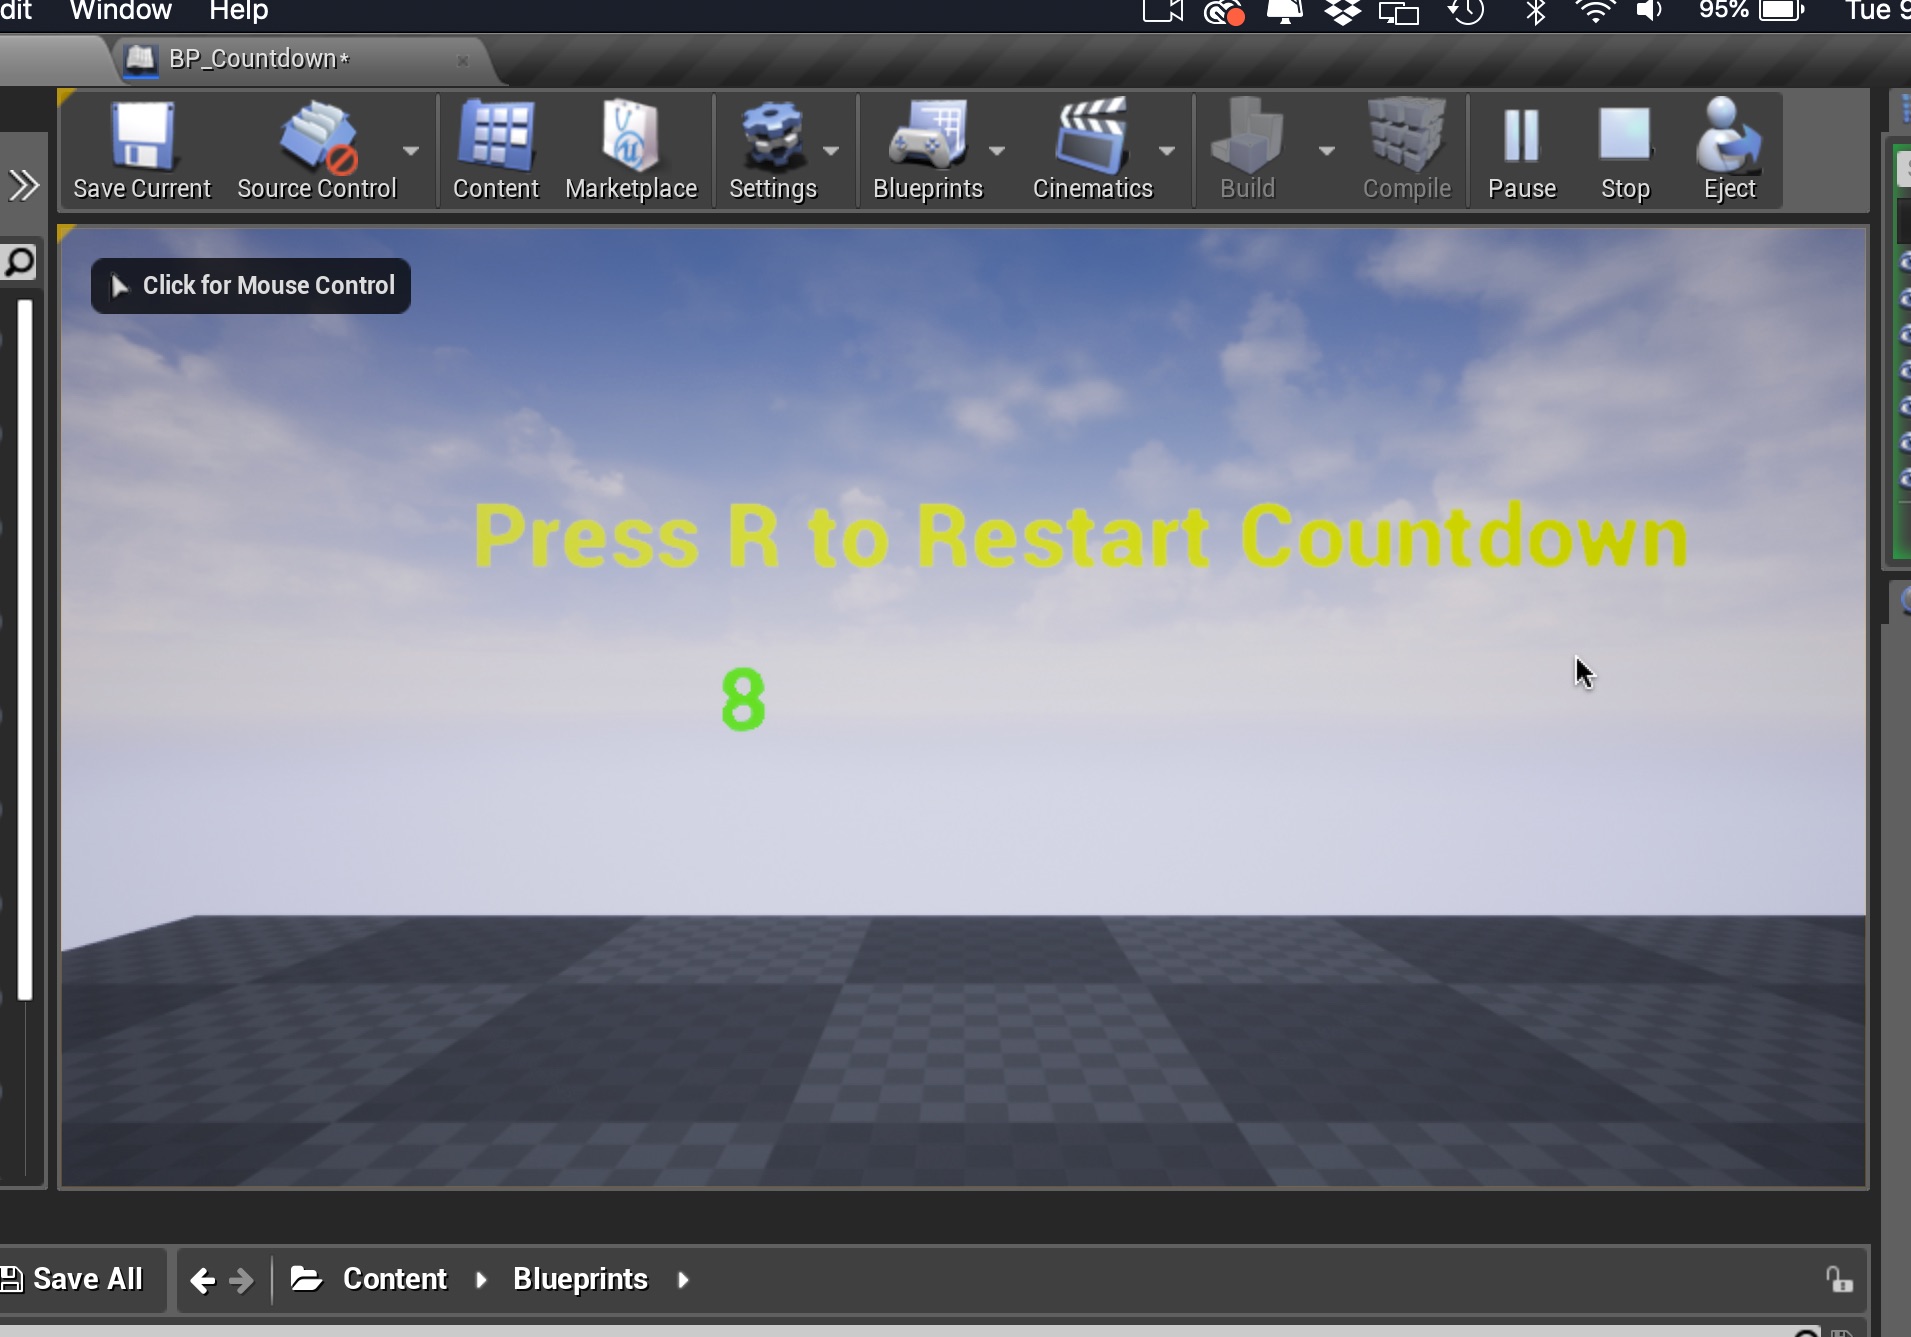 dit Window Help 95% Tue 9
BP_Countdown*
Save Current Source Control Content Marketplace Settings Blueprints Cinematics Build Compile Pause Stop Eject
Click for Mouse Control
Press R to Restart Countdown
8
Save All Content Blueprints